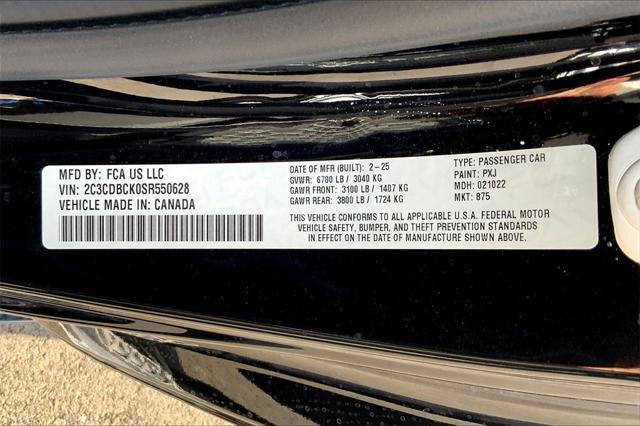 MFD BY: FCA US LLC
VIN: 2C3CDBCK0SR550628
VEHICLE MADE IN: CANADA
DATE OF MFR (BUILT): 2-25
GVWR: 6700 LB / 3040 KG
GAWR FRONT: 3100 LB / 1407 KG
GAWR REAR: 3800 LB / 1724 KG
TYPE: PASSENGER CAR
PAINT: PXJ
MDH: 021022
MKT: 875
THIS VEHICLE CONFORMS TO ALL APPLICABLE U.S.A. FEDERAL MOTOR
VEHICLE SAFETY, BUMPER, AND THEFT PREVENTION STANDARDS
IN EFFECT ON THE DATE OF MANUFACTURE SHOWN ABOVE.